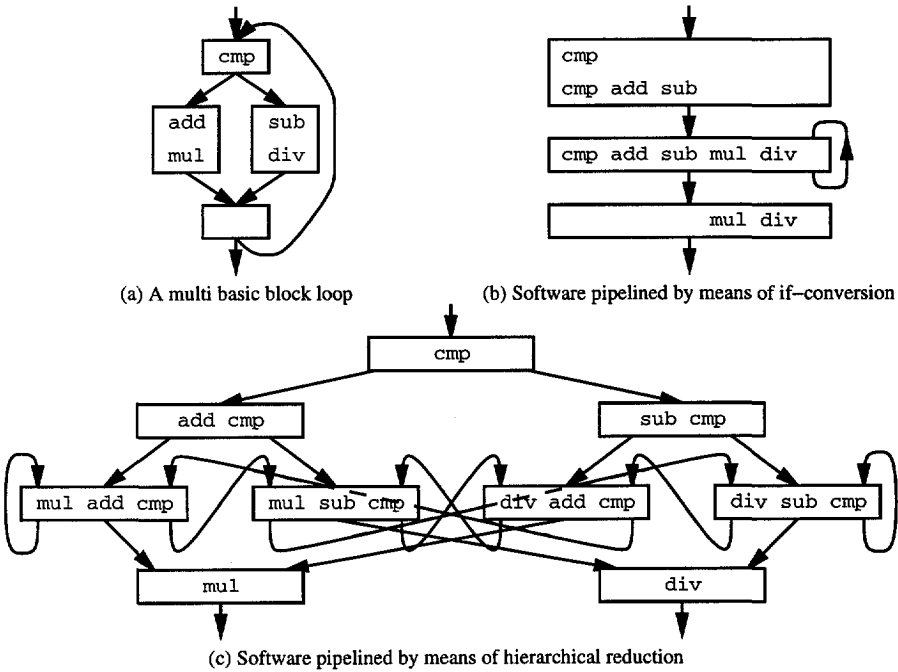 cmp
add sub
mul div
(a) A multi basic block loop
cmp
cmp add sub
cmp add sub mul div
mul div
(b) Software pipelined by means of if–conversion
cmp
add cmp
sub cmp
mul add cmp
mul sub cmp
div add cmp
div sub cmp
mul
div
(c) Software pipelined by means of hierarchical reduction